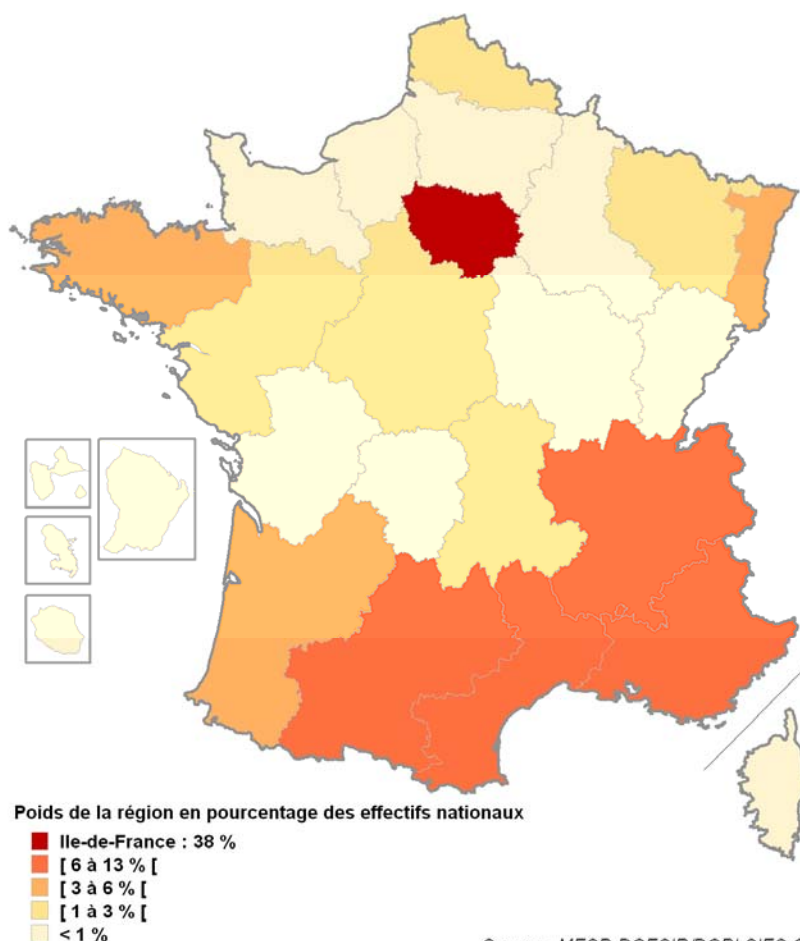 Poids de la région en pourcentage des effectifs nationaux
Ile-de-France : 38 %
[ 6 à 13 % [
[ 3 à 6 % [
[ 1 à 3 % [
< 1 %